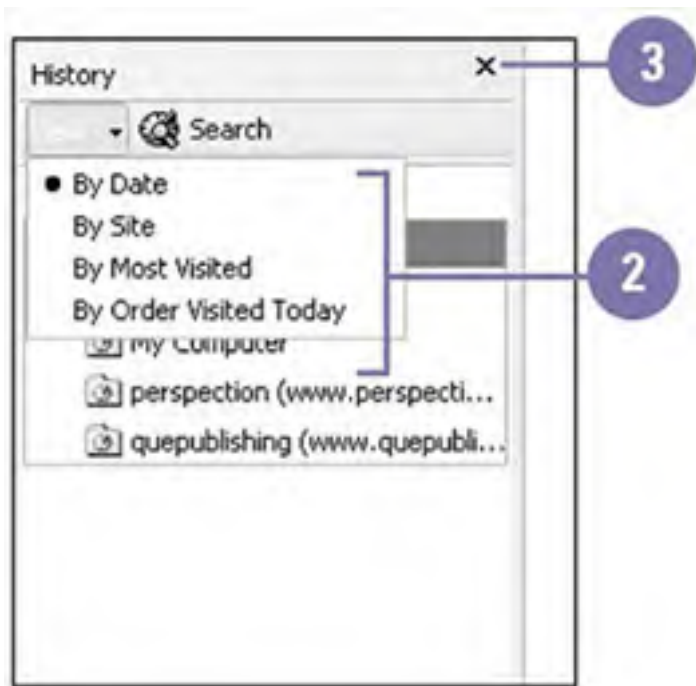 History
3
Search
By Date
By Site
By Most Visited
2
By Order Visited Today
My Computer
perspection (www.perspecti...
quepublishing (www.quepubli...